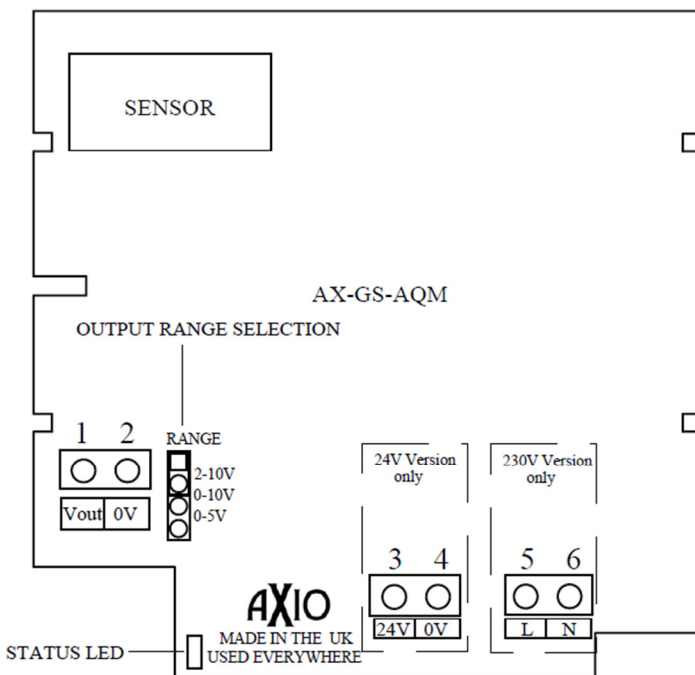 SENSOR
AX-GS-AQM
OUTPUT RANGE SELECTION
1 2
RANGE
2-10V
0-10V
0-5V
Vout 0V
24V Version
only
230V Version
only
3 4
5 6
24V 0V
L N
AXIO
MADE IN THE UK
USED EVERYWHERE
STATUS LED